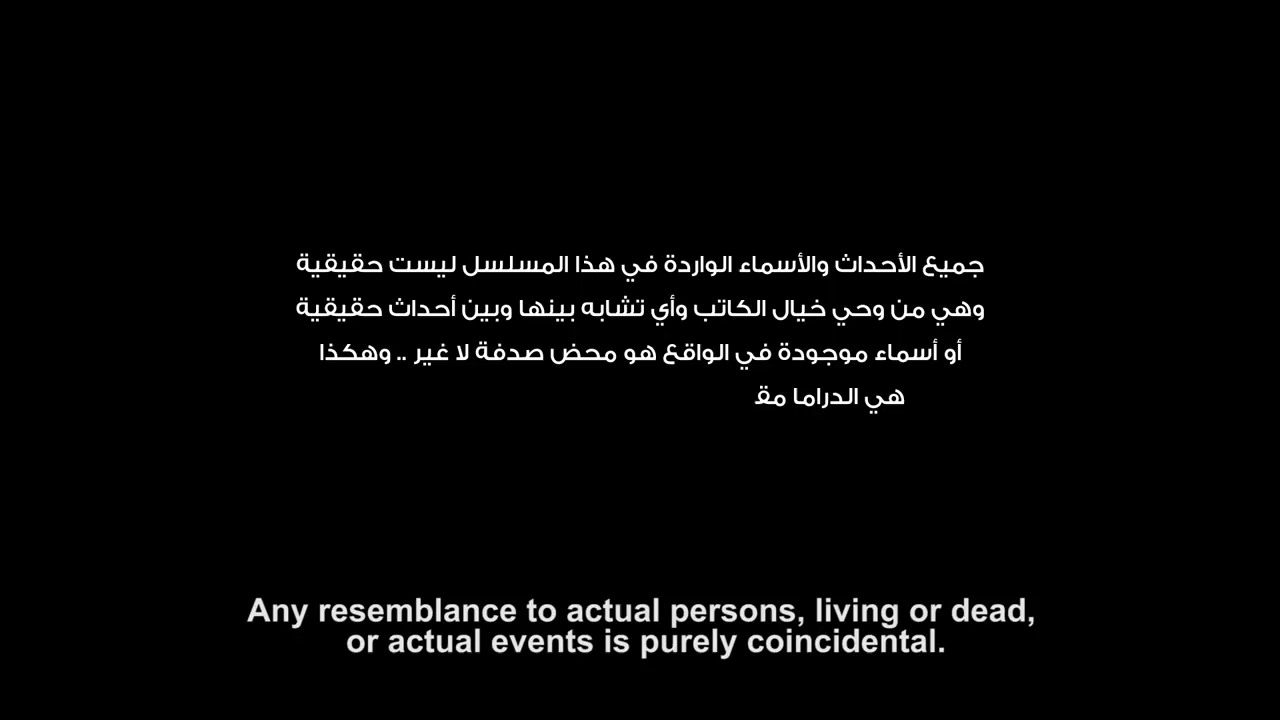 جميع الأحداث والأسماء الواردة في هذا المسلسل ليست حقيقية
وهي من وحي خيال الكاتب وأي تشابه بينها وبين أحداث حقيقية
أو أسماء موجودة في الواقع هو محض صدفة لا غير .. وهكذا
هي الدراما مق
Any resemblance to actual persons, living or dead,
or actual events is purely coincidental.